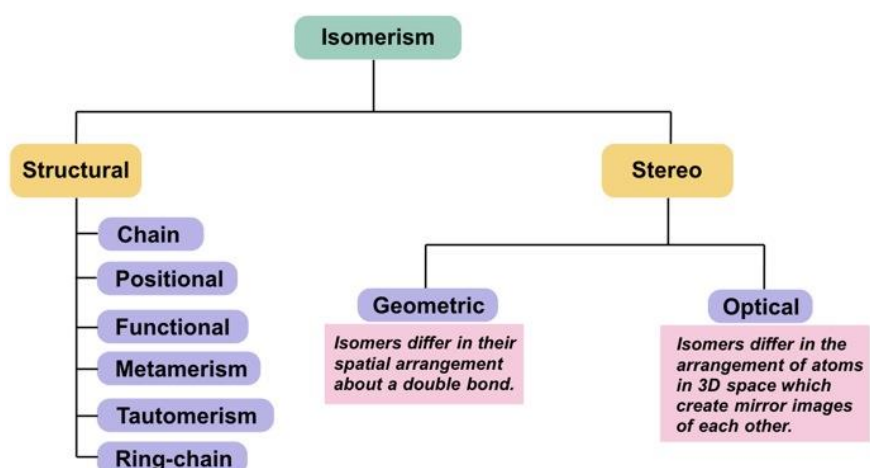 Isomerism
Structural
Stereo
Chain
Positional
Functional
Metamerism
Tautomerism
Ring-chain
Geometric
Isomers differ in their
spatial arrangement
about a double bond.
Optical
Isomers differ in the
arrangement of atoms
in 3D space which
create mirror images
of each other.